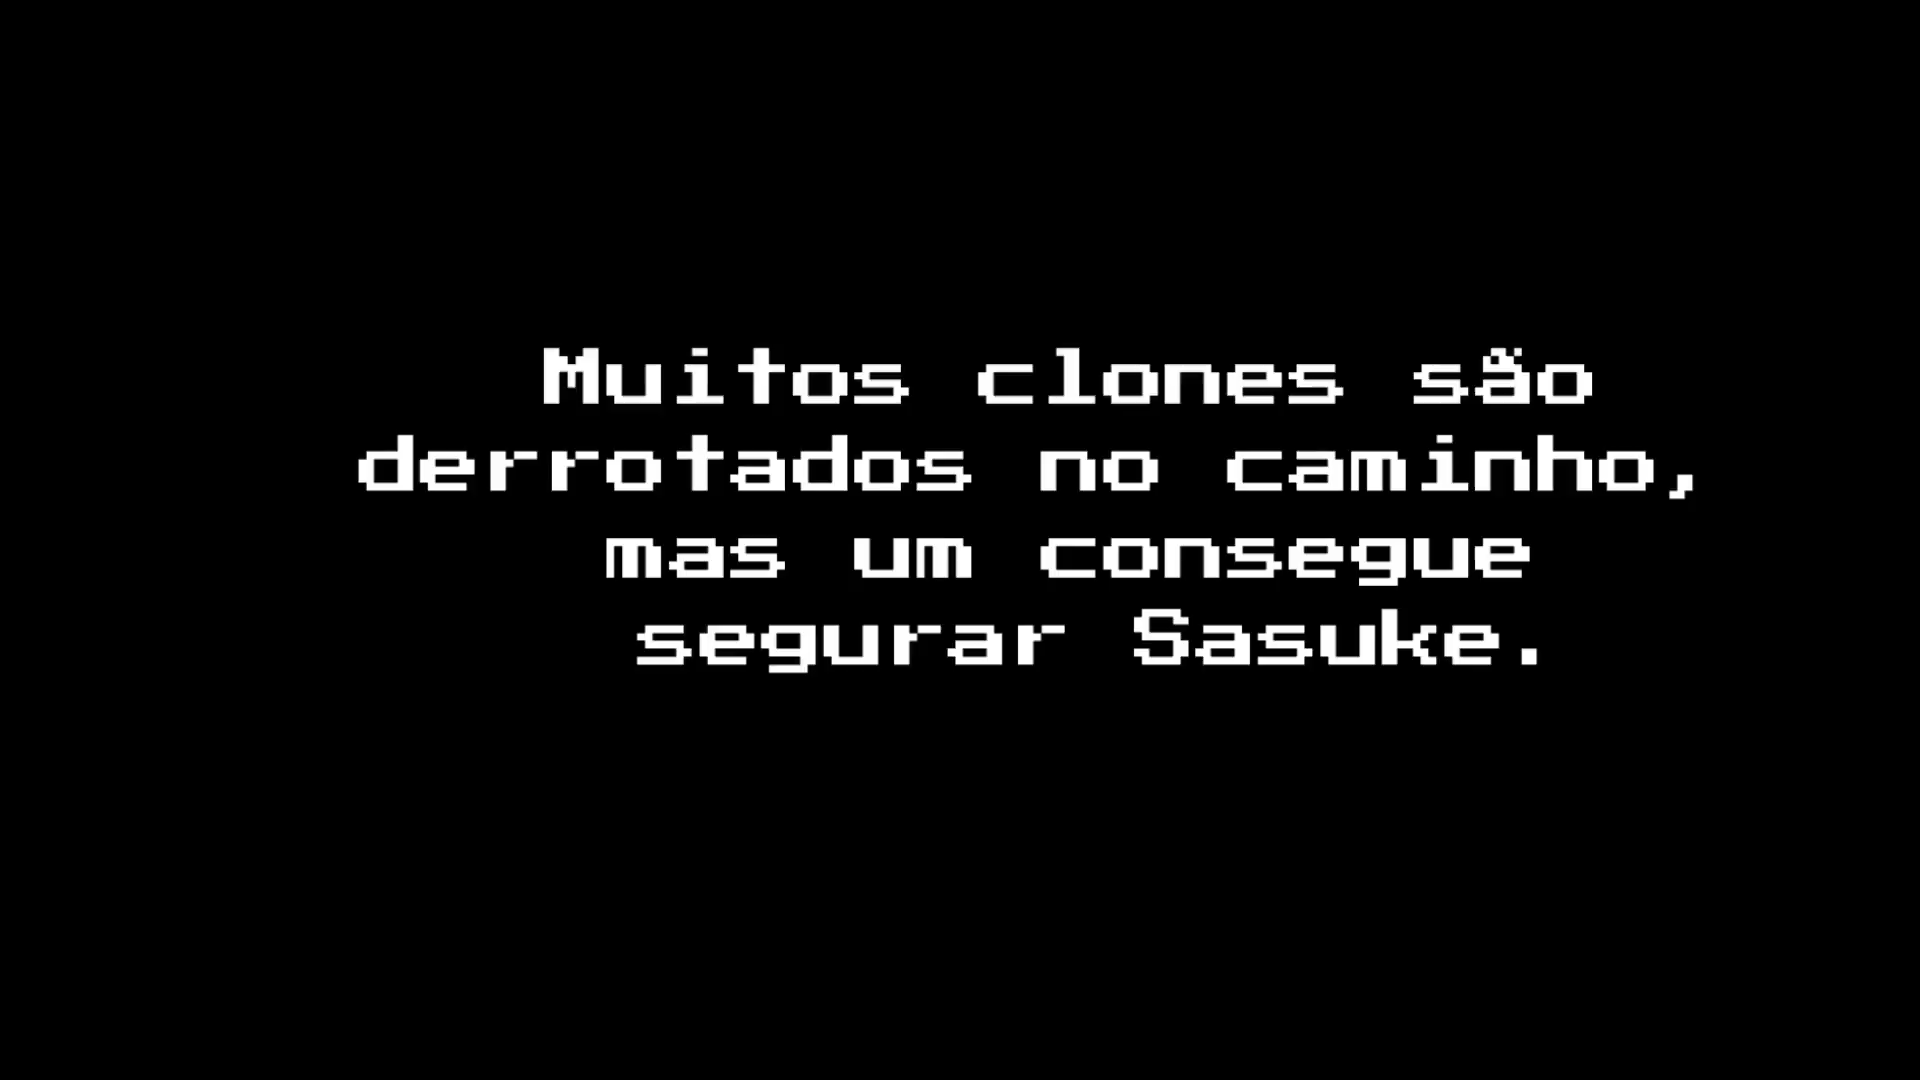 Muitos clones são
derrotados no caminho,
mas um consegue
segurar Sasuke.